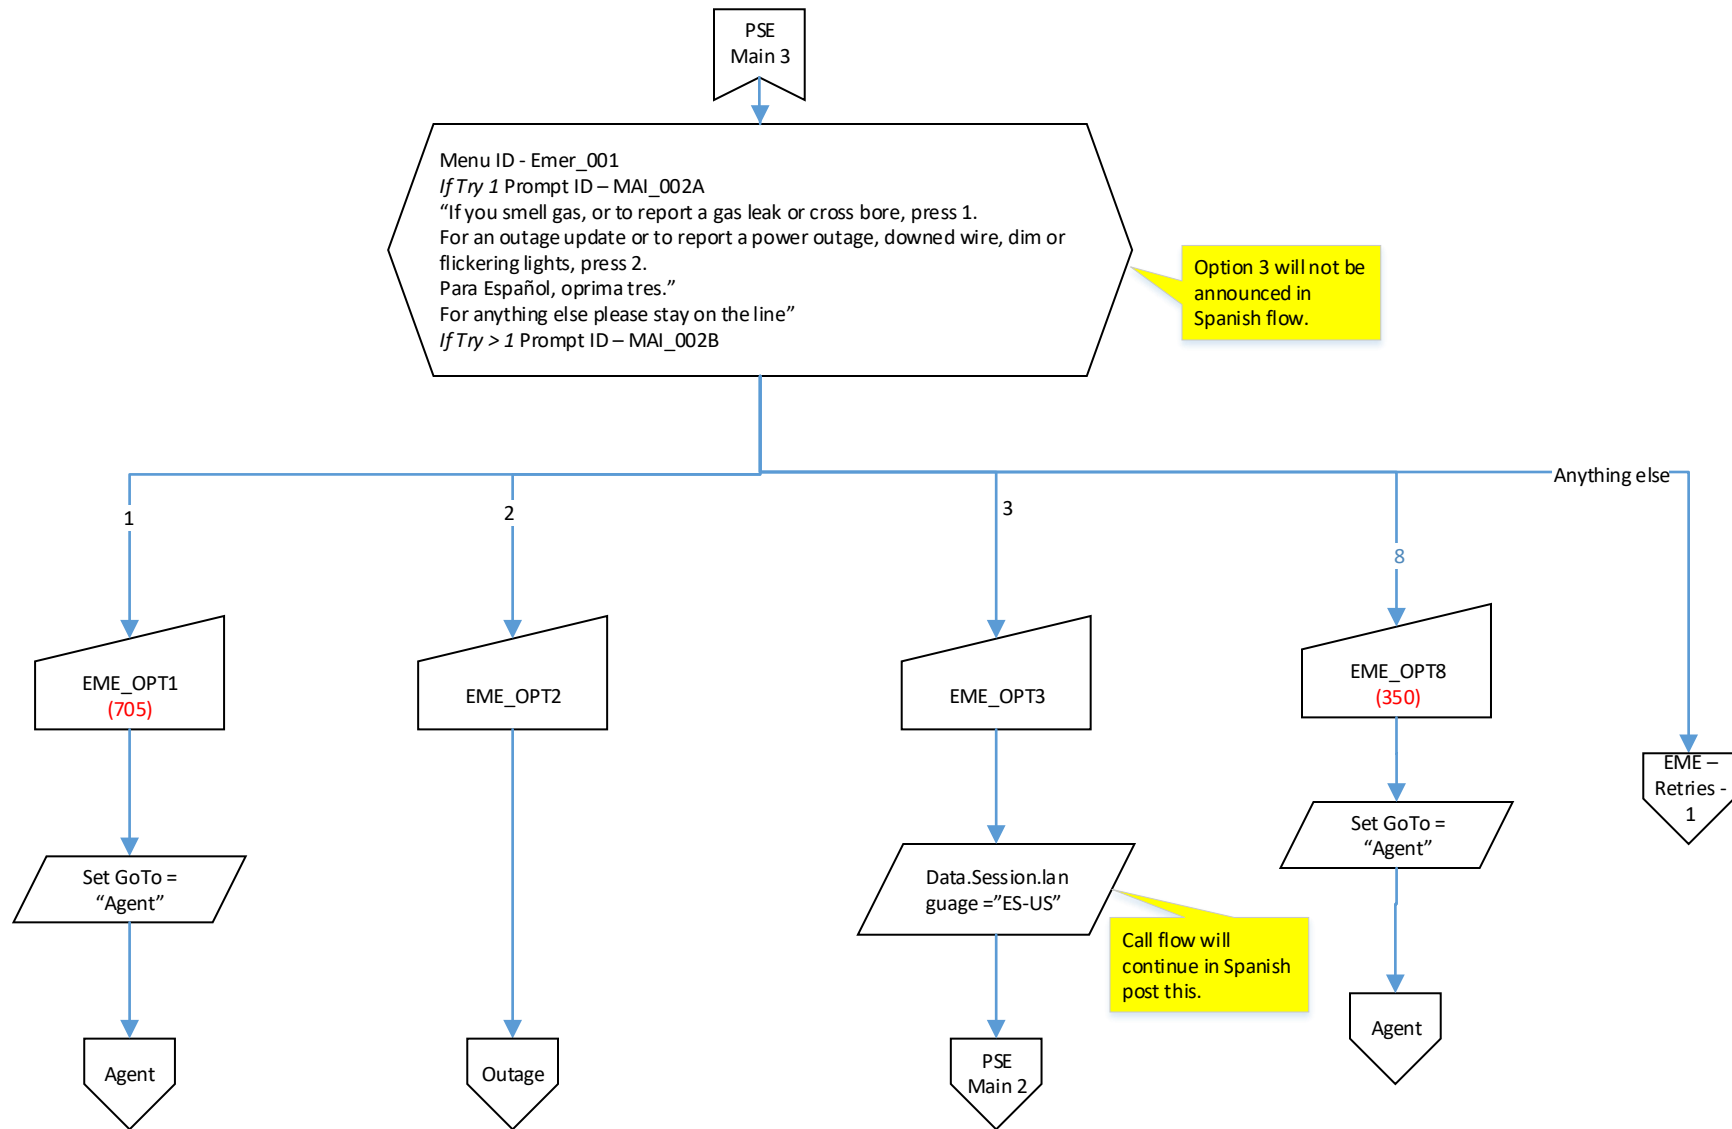 PSE
Main 3
Menu ID - Emer_001
If Try 1 Prompt ID – MAI_002A
“If you smell gas, or to report a gas leak or cross bore, press 1.
For an outage update or to report a power outage, downed wire, dim or
flickering lights, press 2.
Para Español, oprima tres.”
For anything else please stay on the line”
If Try > 1 Prompt ID – MAI_002B
Option 3 will not be
announced in
Spanish flow.
Anything else
1
2
3
8
EME_OPT1
(705)
EME_OPT2
EME_OPT3
EME_OPT8
(350)
EME –
Retries -
1
Set GoTo =
“Agent”
Data.Session.lan
guage =”ES-US”
Set GoTo =
“Agent”
Call flow will
continue in Spanish
post this.
Agent
Outage
PSE
Main 2
Agent